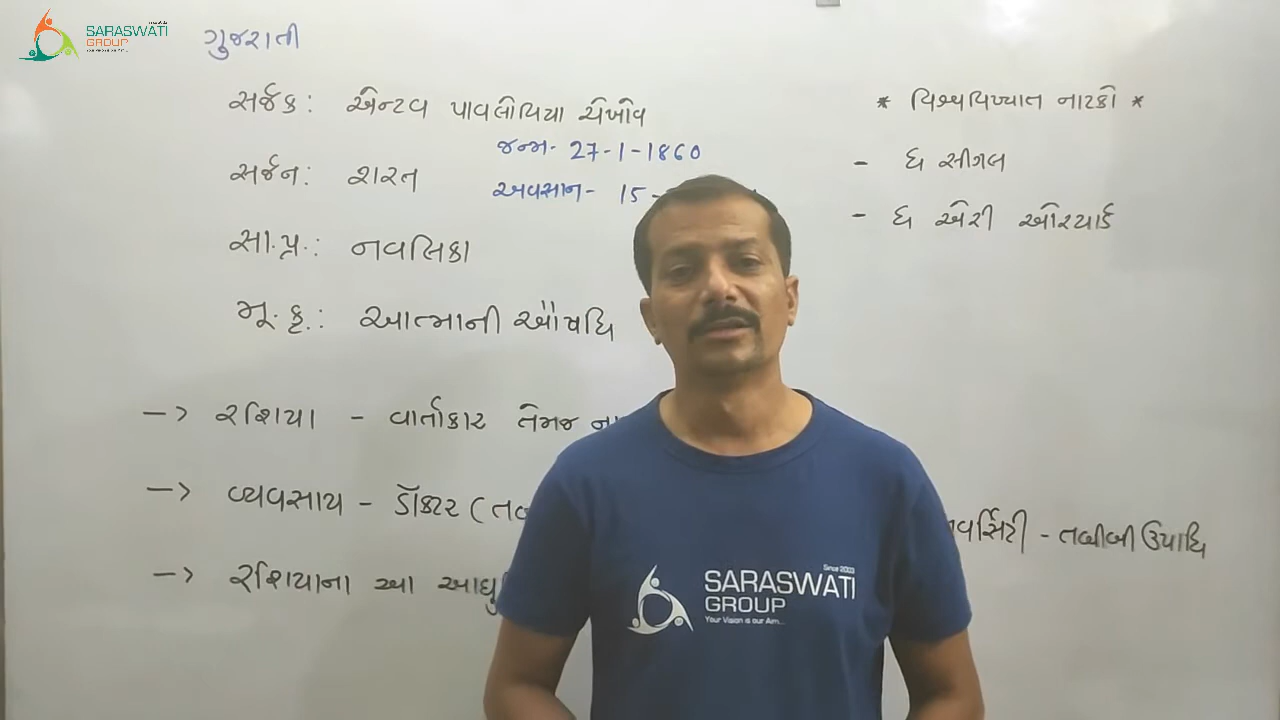 SARASWATI
GROUP
ગુજરાતી
સર્જક: એન્ટવ પાવલોવિચા ચેખોવ
જન્મ- 27-1-1860
સર્જન: શરત
અવસાન- 15-
સા.પ્ર.: નવલિકા
મૂ.કૃ.: આત્માની ઔષધિ
* વિશ્વવિખ્યાત નાટકો *
- ધ સીગલ
- ધ ચેરી ઓરચાર્ડ
-> રશિયા - વાર્તાકાર તેમજ
-> વ્યવસાય - ડૉક્ટર (તબ
વર્સિટી - તબીબી ઉપાધિ
-> રશિયાના આ આધુ
Since 2003
SARASWATI
GROUP
Your Vision is our Aim...